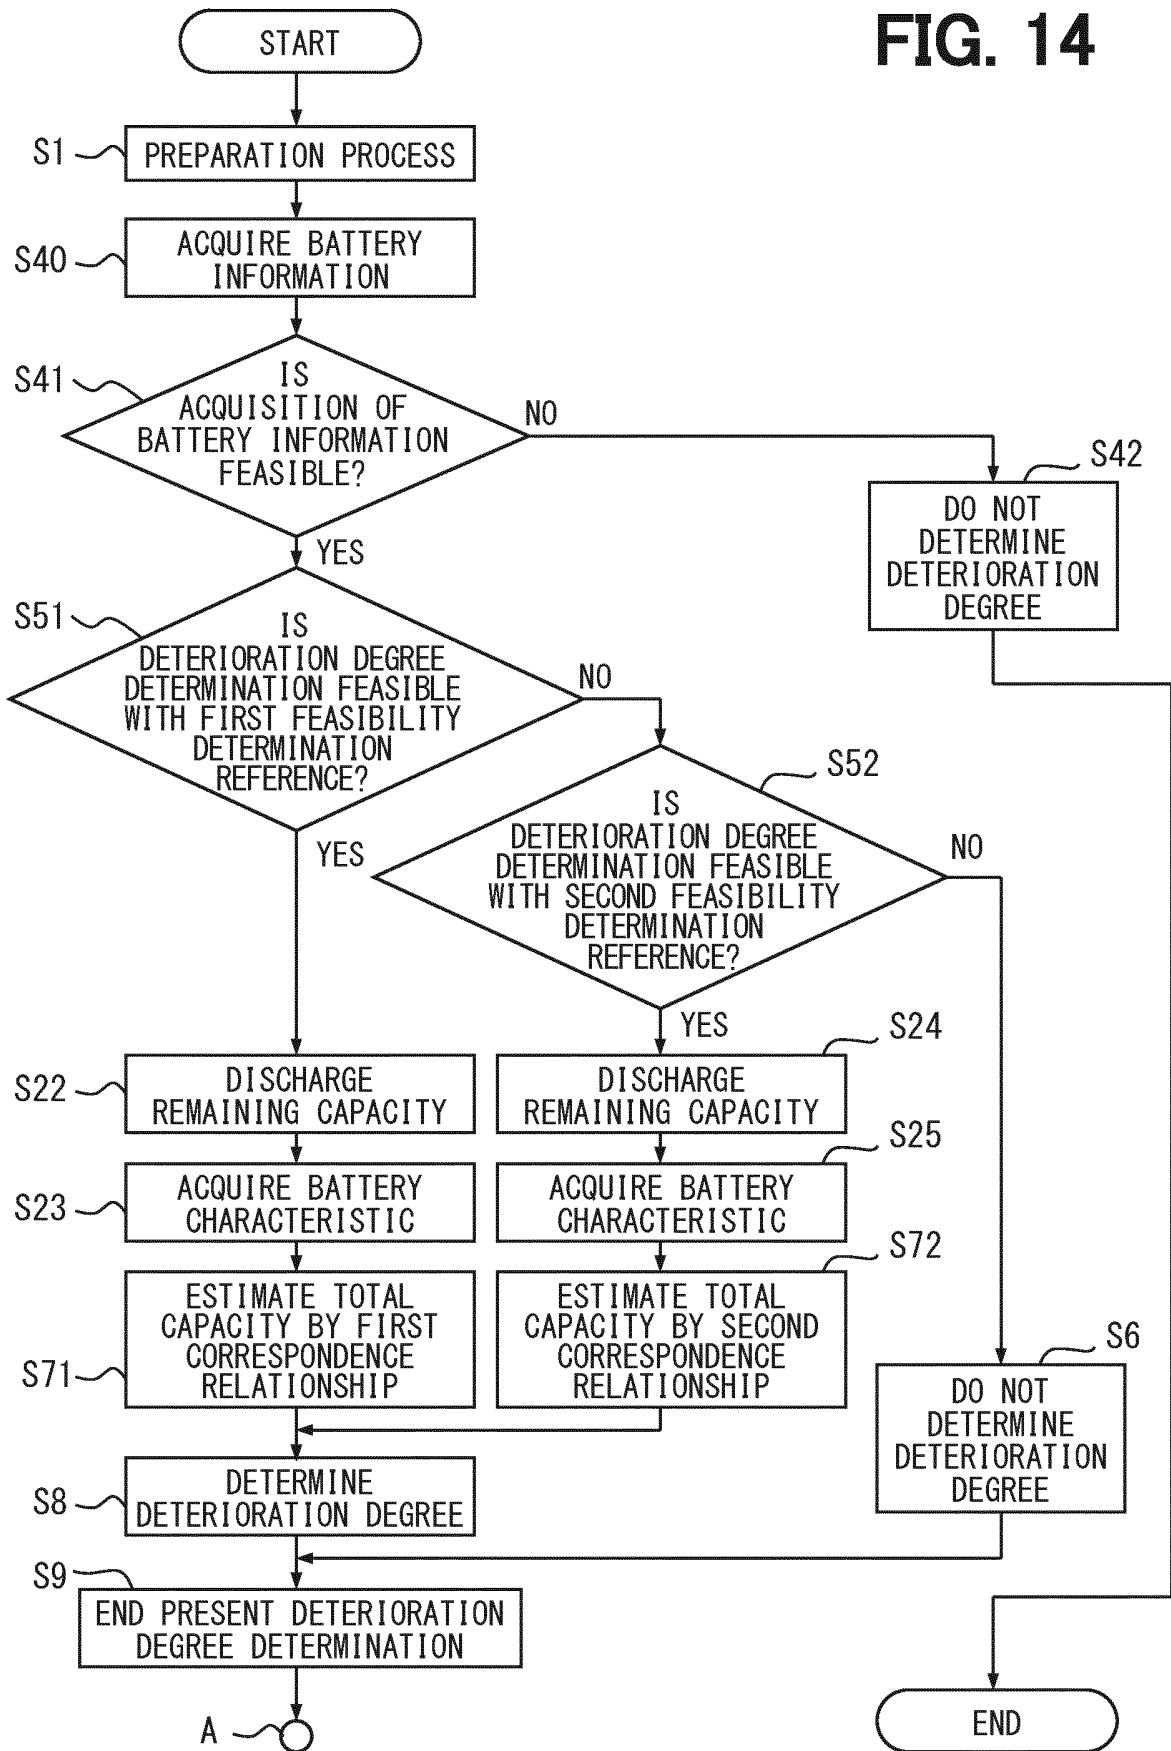 FIG. 14
START
S1
PREPARATION PROCESS
S40
ACQUIRE BATTERY
INFORMATION
S41
IS
ACQUISITION OF
BATTERY INFORMATION
FEASIBLE?
NO
YES
S42
DO NOT
DETERMINE
DETERIORATION
DEGREE
S51
IS
DETERIORATION DEGREE
DETERMINATION FEASIBLE
WITH FIRST FEASIBILITY
DETERMINATION
REFERENCE?
NO
YES
S52
IS
DETERIORATION DEGREE
DETERMINATION FEASIBLE
WITH SECOND FEASIBILITY
DETERMINATION
REFERENCE?
NO
YES
S22
DISCHARGE
REMAINING CAPACITY
S24
DISCHARGE
REMAINING CAPACITY
S23
ACQUIRE BATTERY
CHARACTERISTIC
S25
ACQUIRE BATTERY
CHARACTERISTIC
S71
ESTIMATE TOTAL
CAPACITY BY FIRST
CORRESPONDENCE
RELATIONSHIP
S72
ESTIMATE TOTAL
CAPACITY BY SECOND
CORRESPONDENCE
RELATIONSHIP
S6
DO NOT
DETERMINE
DETERIORATION
DEGREE
S8
DETERMINE
DETERIORATION DEGREE
S9
END PRESENT DETERIORATION
DEGREE DETERMINATION
A
END